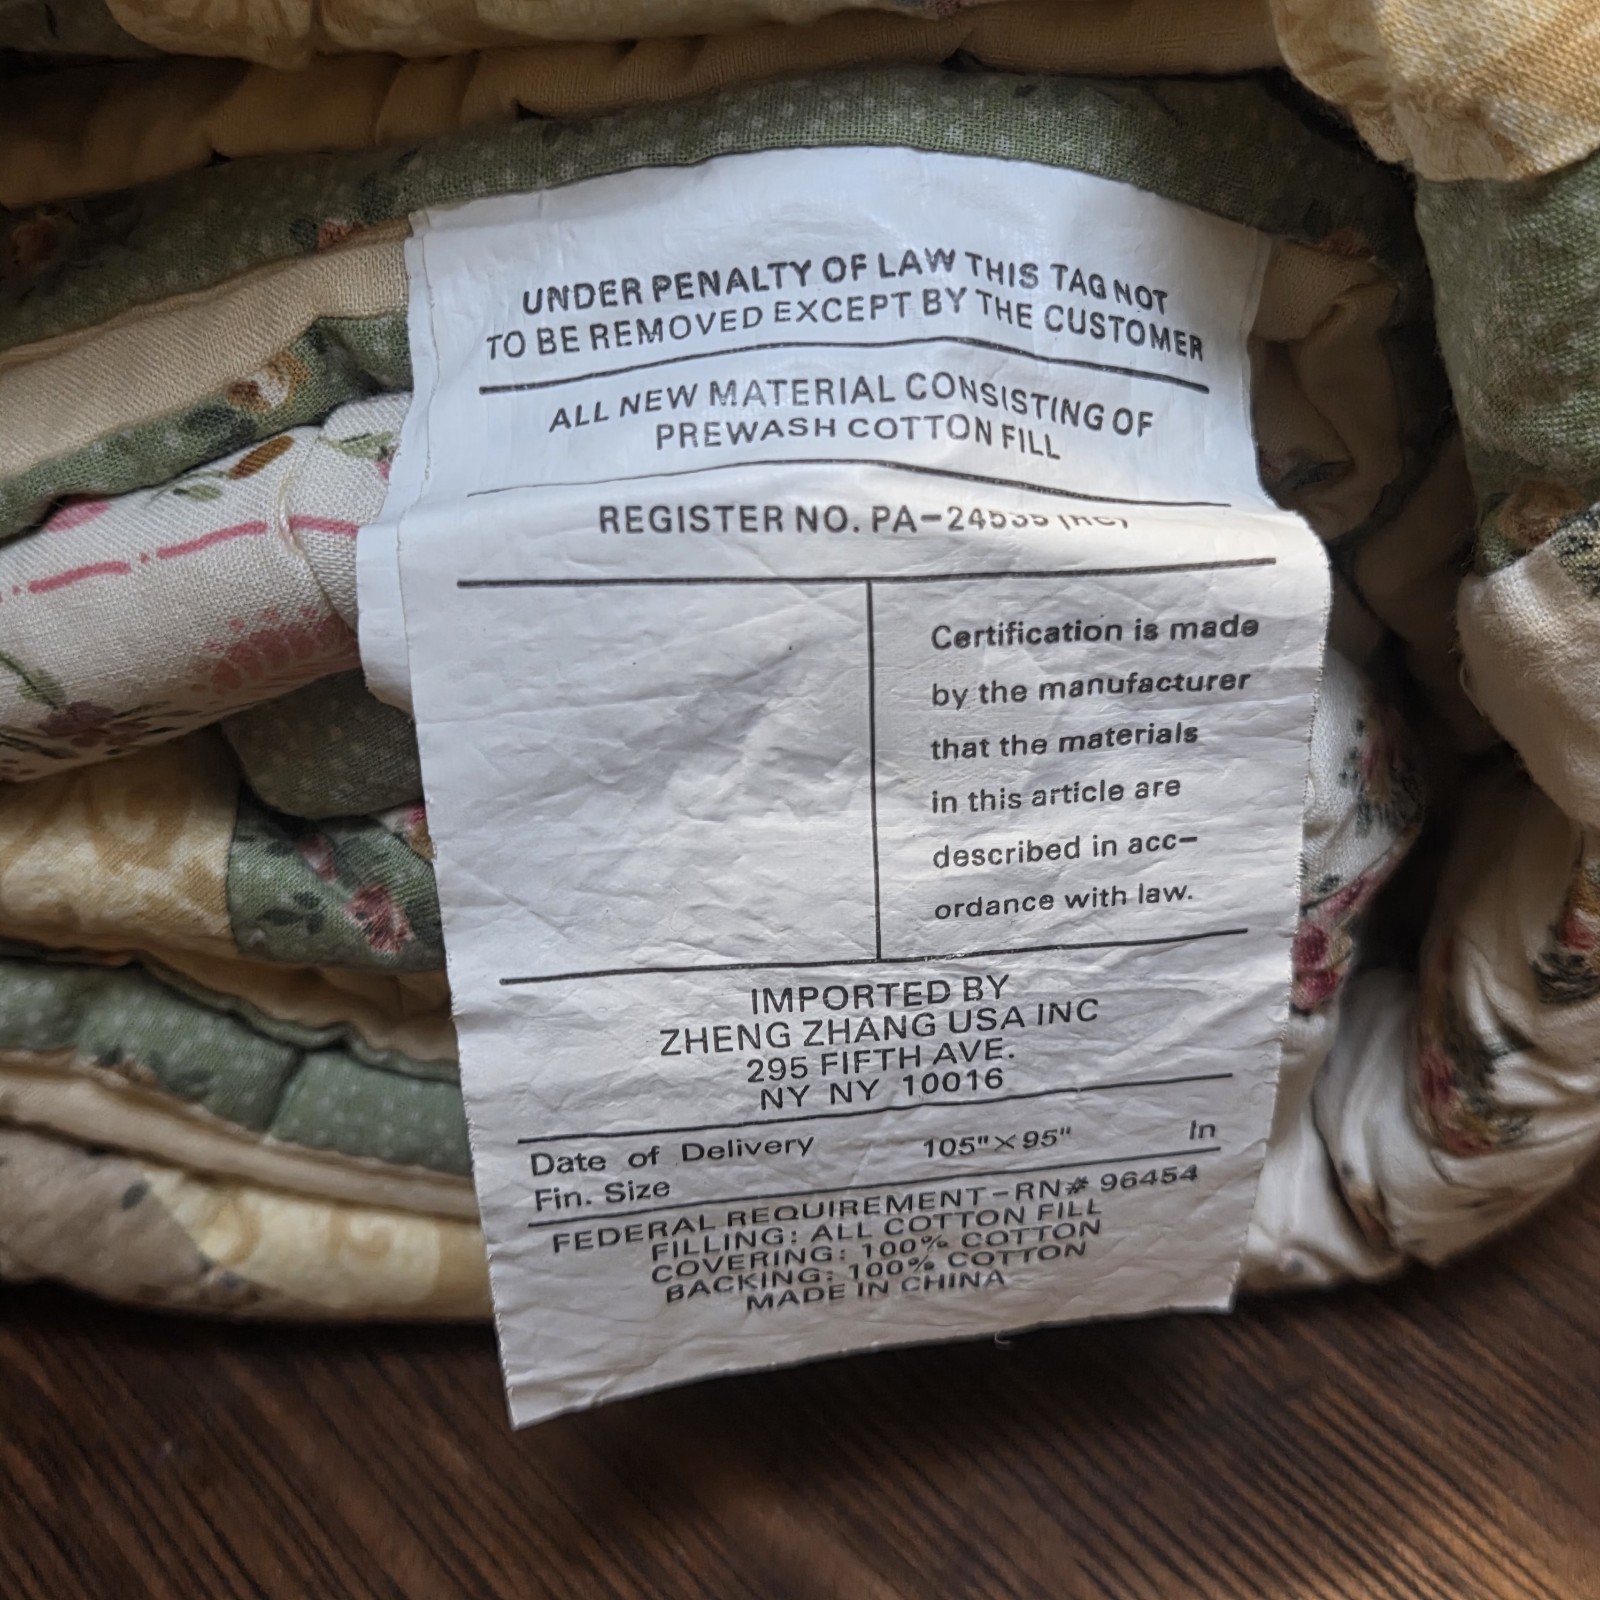 UNDER PENALTY OF LAW THIS TAG NOT
TO BE REMOVED EXCEPT BY THE CUSTOMER
ALL NEW MATERIAL CONSISTING OF
PREWASH COTTON FILL
REGISTER NO.
Certification is made
by the manufacturer
that the materials
in this article are
described in acc-
ordance with law.
IMPORTED BY
ZHENG ZHANG USA INC
295 FIFTH AVE.
NY NY 10016
Date of Delivery 105"×95" In
Fin. Size
FEDERAL REQUIREMENT-RN# 96454
FILLING: ALL COTTON FILL
COVERING: 100% COTTON
BACKING: 100% COTTON
MADE IN CHINA